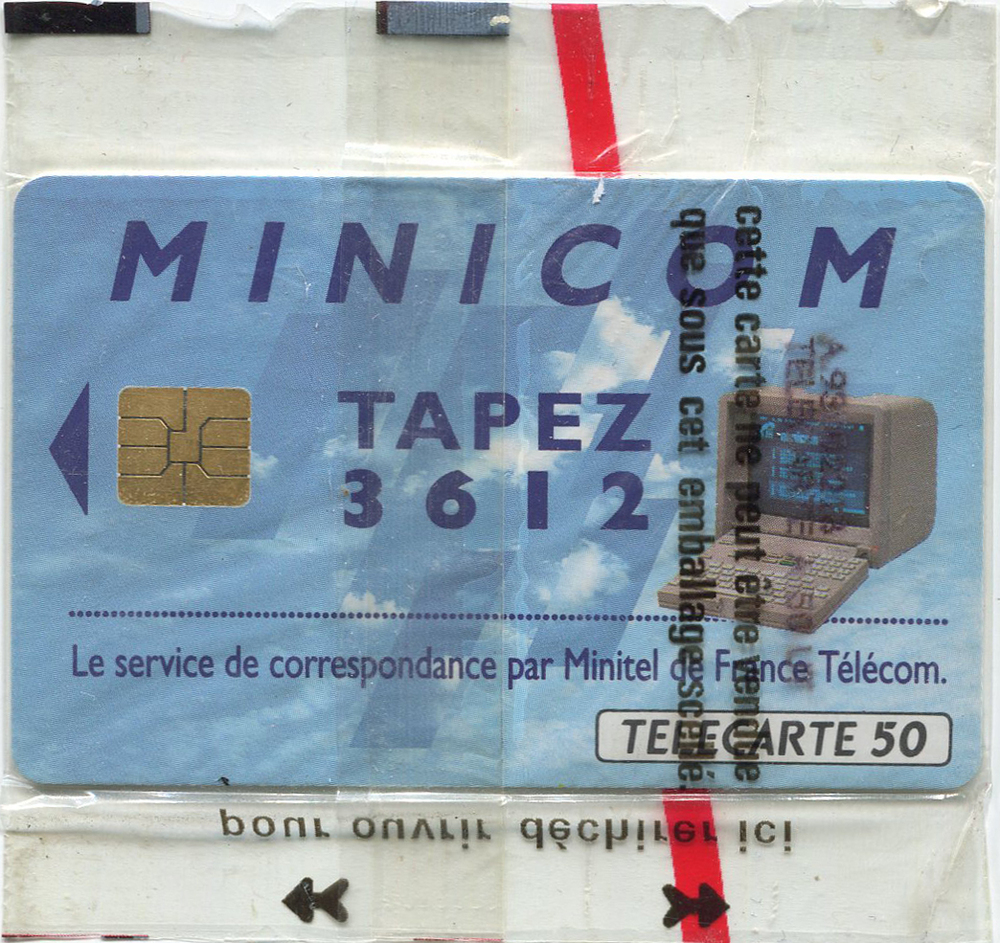 MINICOM
TAPEZ
3612
Le service de correspondance par Minitel de France Télécom.
TELECARTE 50
cette carte ne peut être vendue
que sous cet emballage scellé.
pour ouvrir déchirer ici